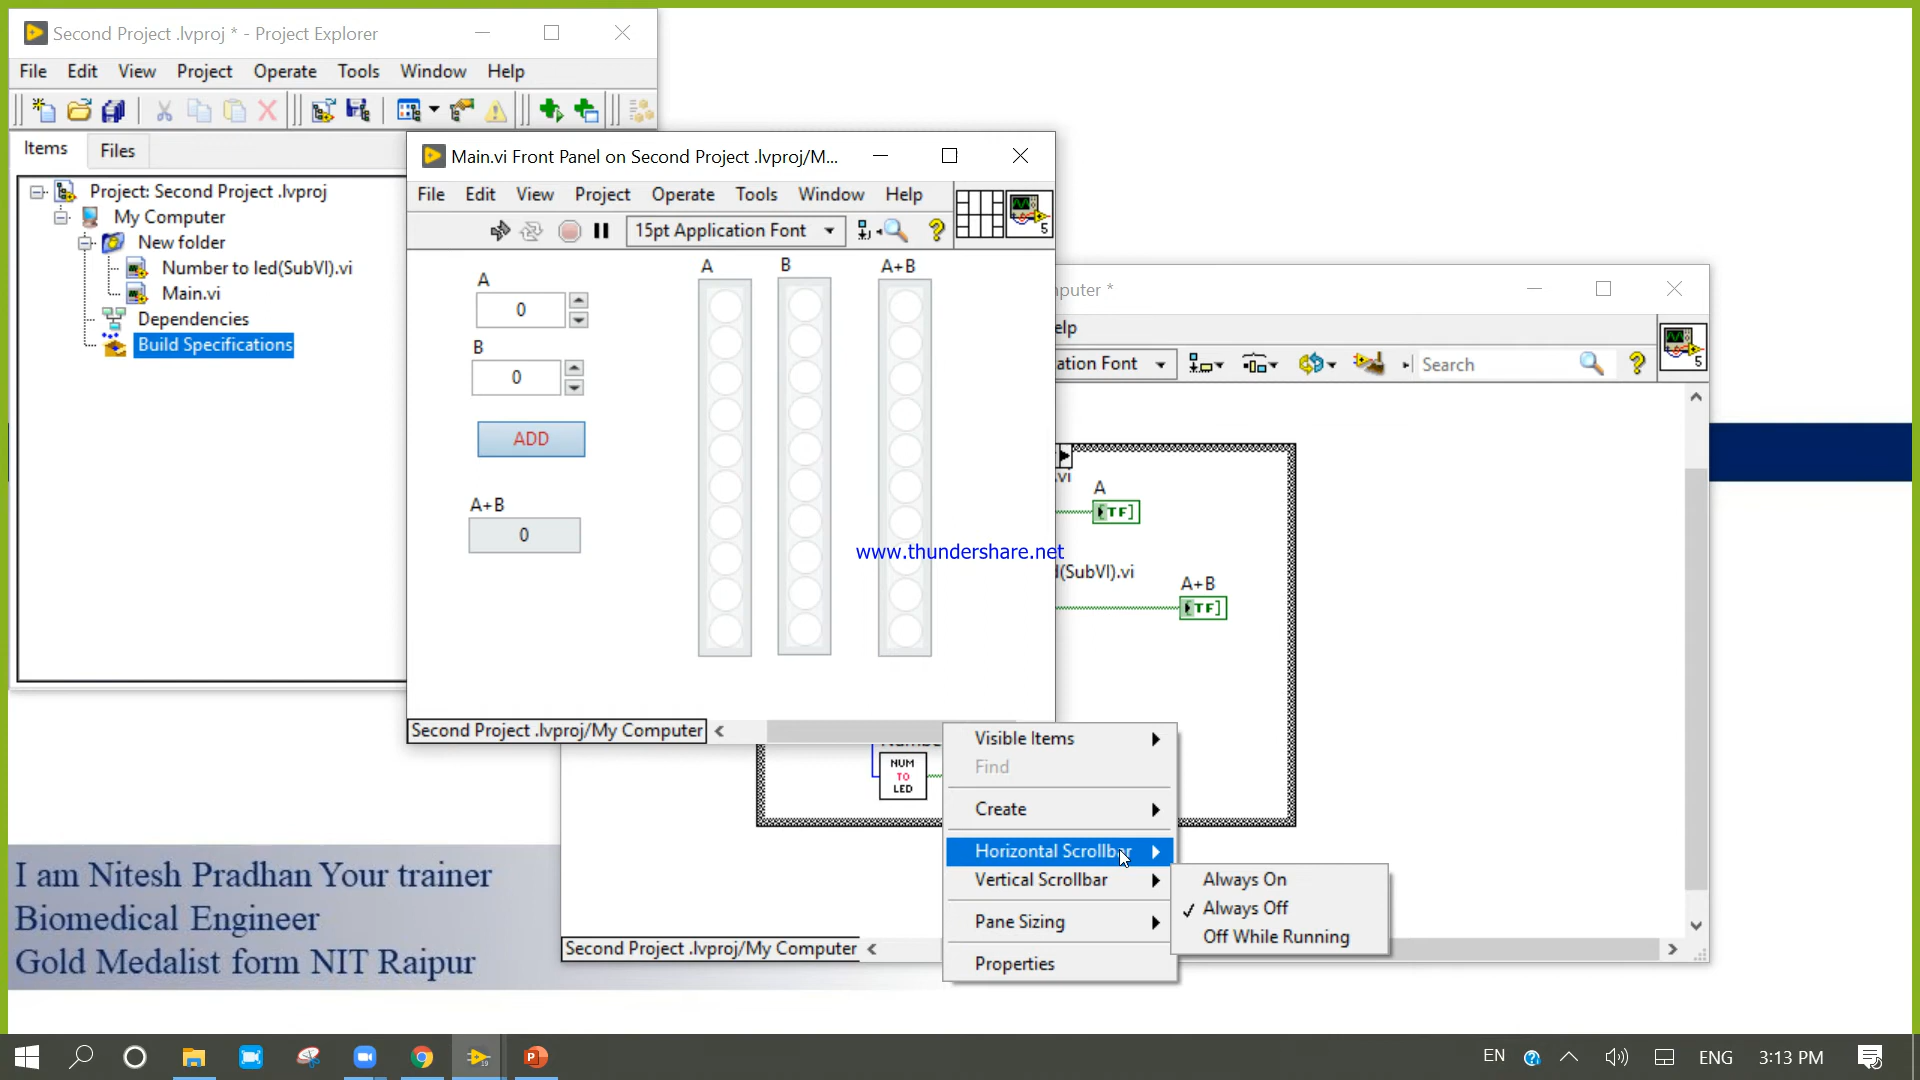 Second Project .lvproj * - Project Explorer
File Edit View Project Operate Tools Window Help
Items Files
Project: Second Project .lvproj
My Computer
New folder
Number to led(SubVI).vi
Main.vi
Dependencies
Build Specifications
Main.vi Front Panel on Second Project .lvproj/M...
File Edit View Project Operate Tools Window Help
15pt Application Font
5
A
0
B
0
ADD
A+B
0
A B A+B
www.thundershare.net
Second Project .lvproj/My Computer
puter *
elp
ation Font
Search
5
.vi
A
TF
(SubVI).vi
A+B
TF
NUM
TO
LED
Second Project .lvproj/My Computer
Visible Items
Find
Create
Horizontal Scrollbar
Vertical Scrollbar
Pane Sizing
Properties
Always On
Always Off
Off While Running
I am Nitesh Pradhan Your trainer
Biomedical Engineer
Gold Medalist form NIT Raipur
EN ENG 3:13 PM